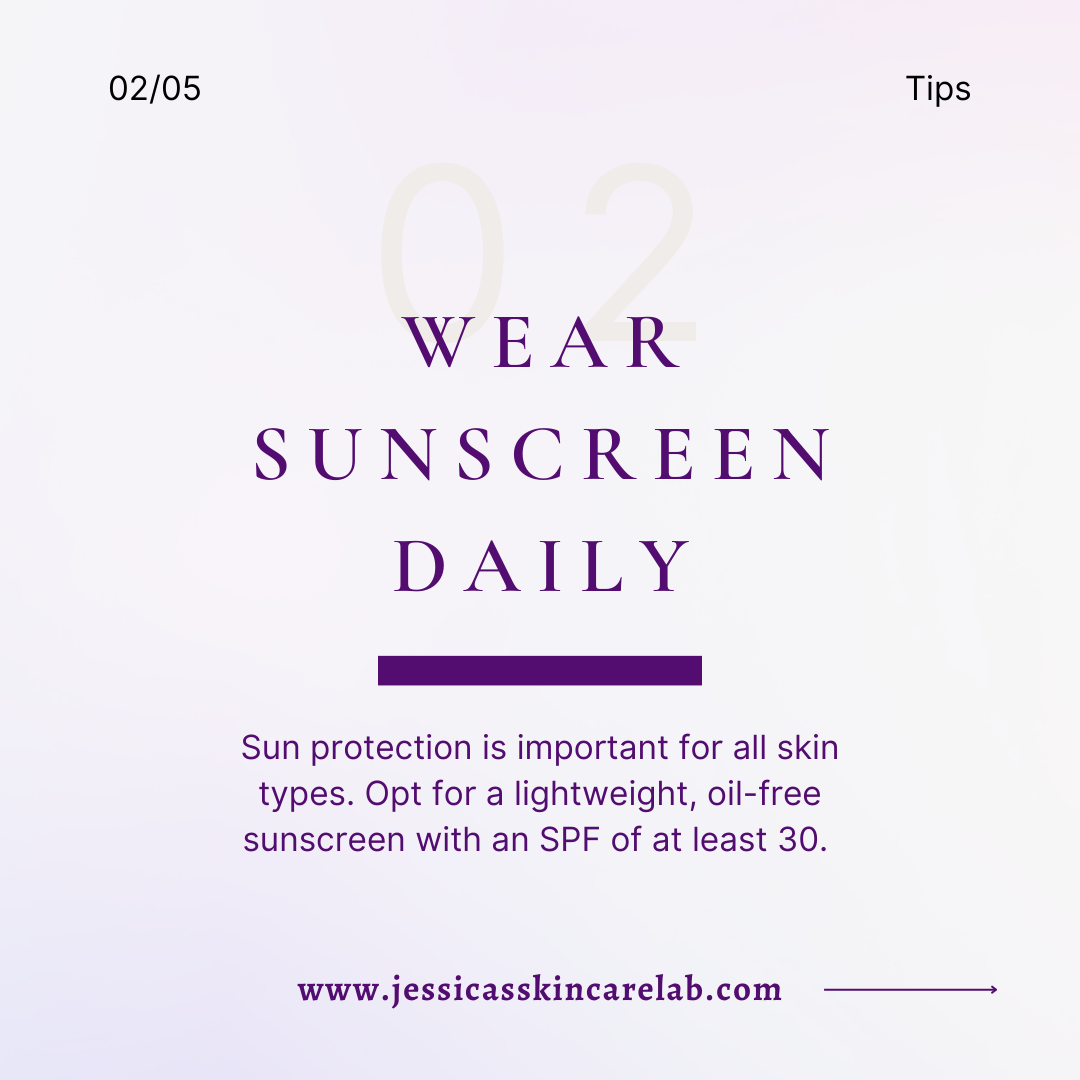 02/05
Tips
02
WEAR
SUNSCREEN
DAILY
Sun protection is important for all skin
types. Opt for a lightweight, oil-free
sunscreen with an SPF of at least 30.
www.jessicasskincarelab.com